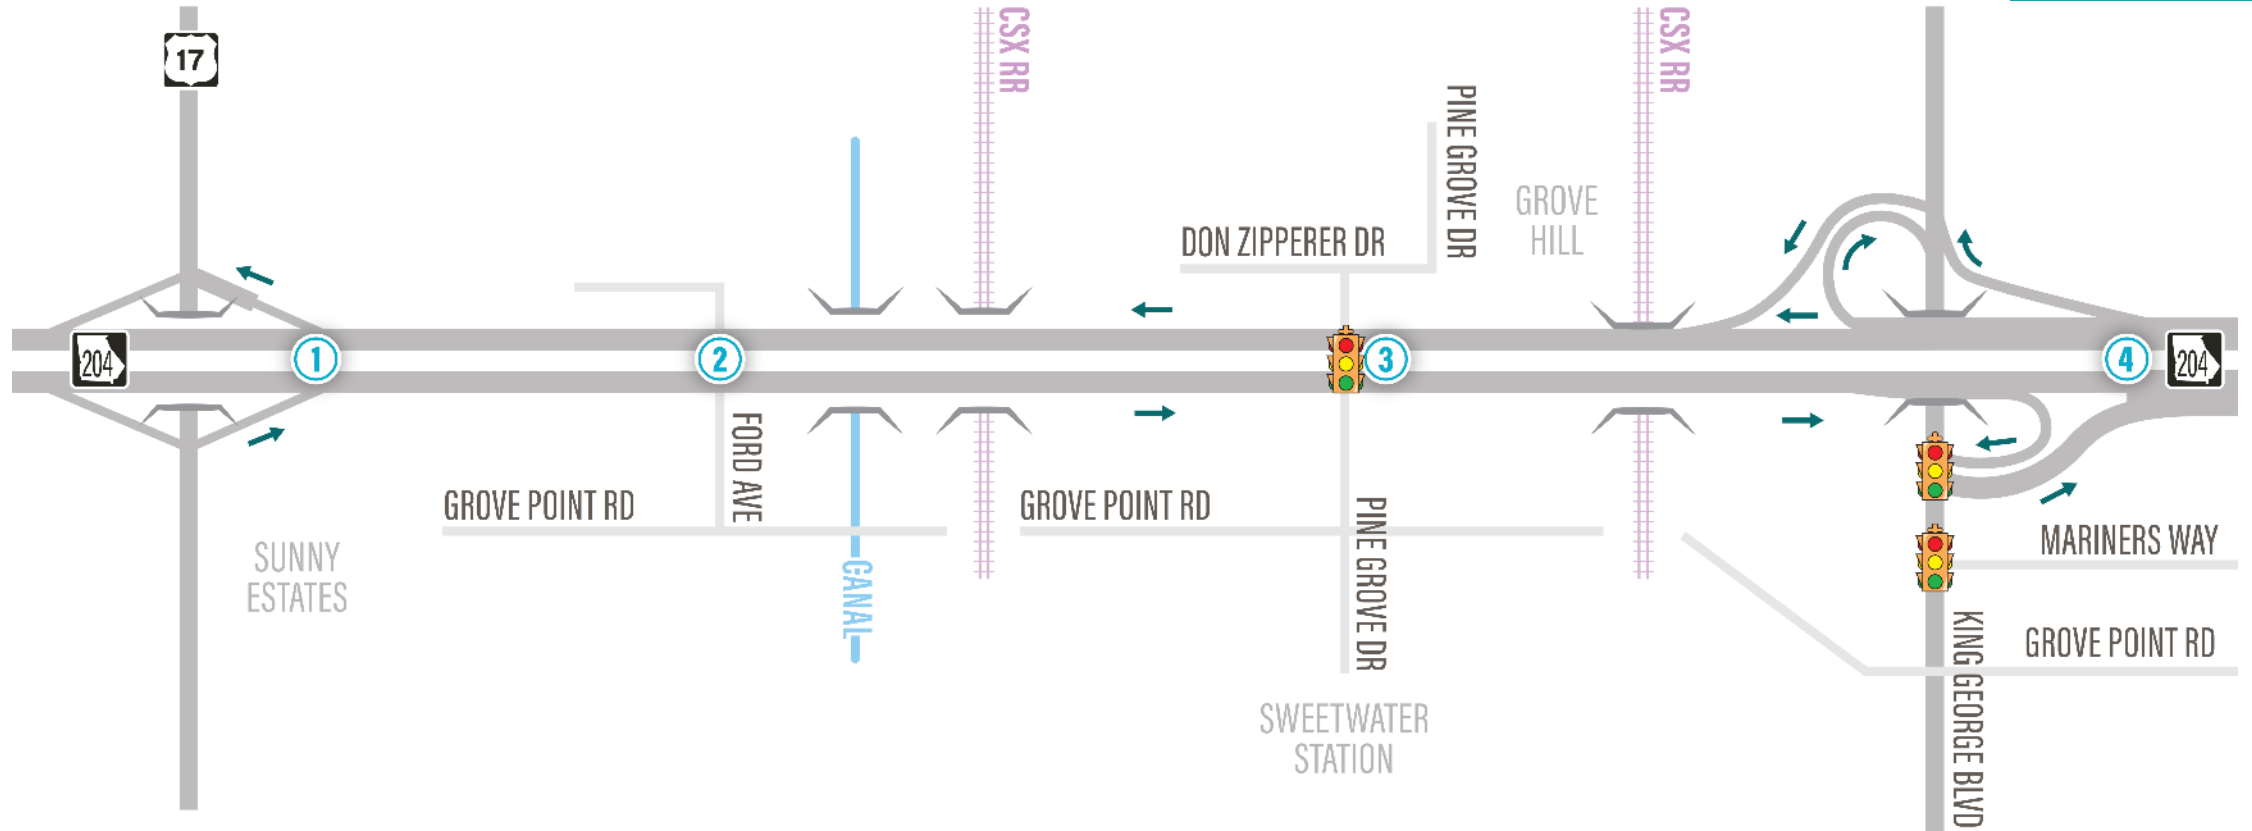 17
CSX RR
CSX RR
PINE GROVE DR
GROVE
HILL
DON ZIPPERER DR
204
1
2
3
4
204
FORD AVE
GROVE POINT RD
GROVE POINT RD
PINE GROVE DR
MARINERS WAY
SUNNY
ESTATES
CANAL
KING GEORGE BLVD
GROVE POINT RD
SWEETWATER
STATION